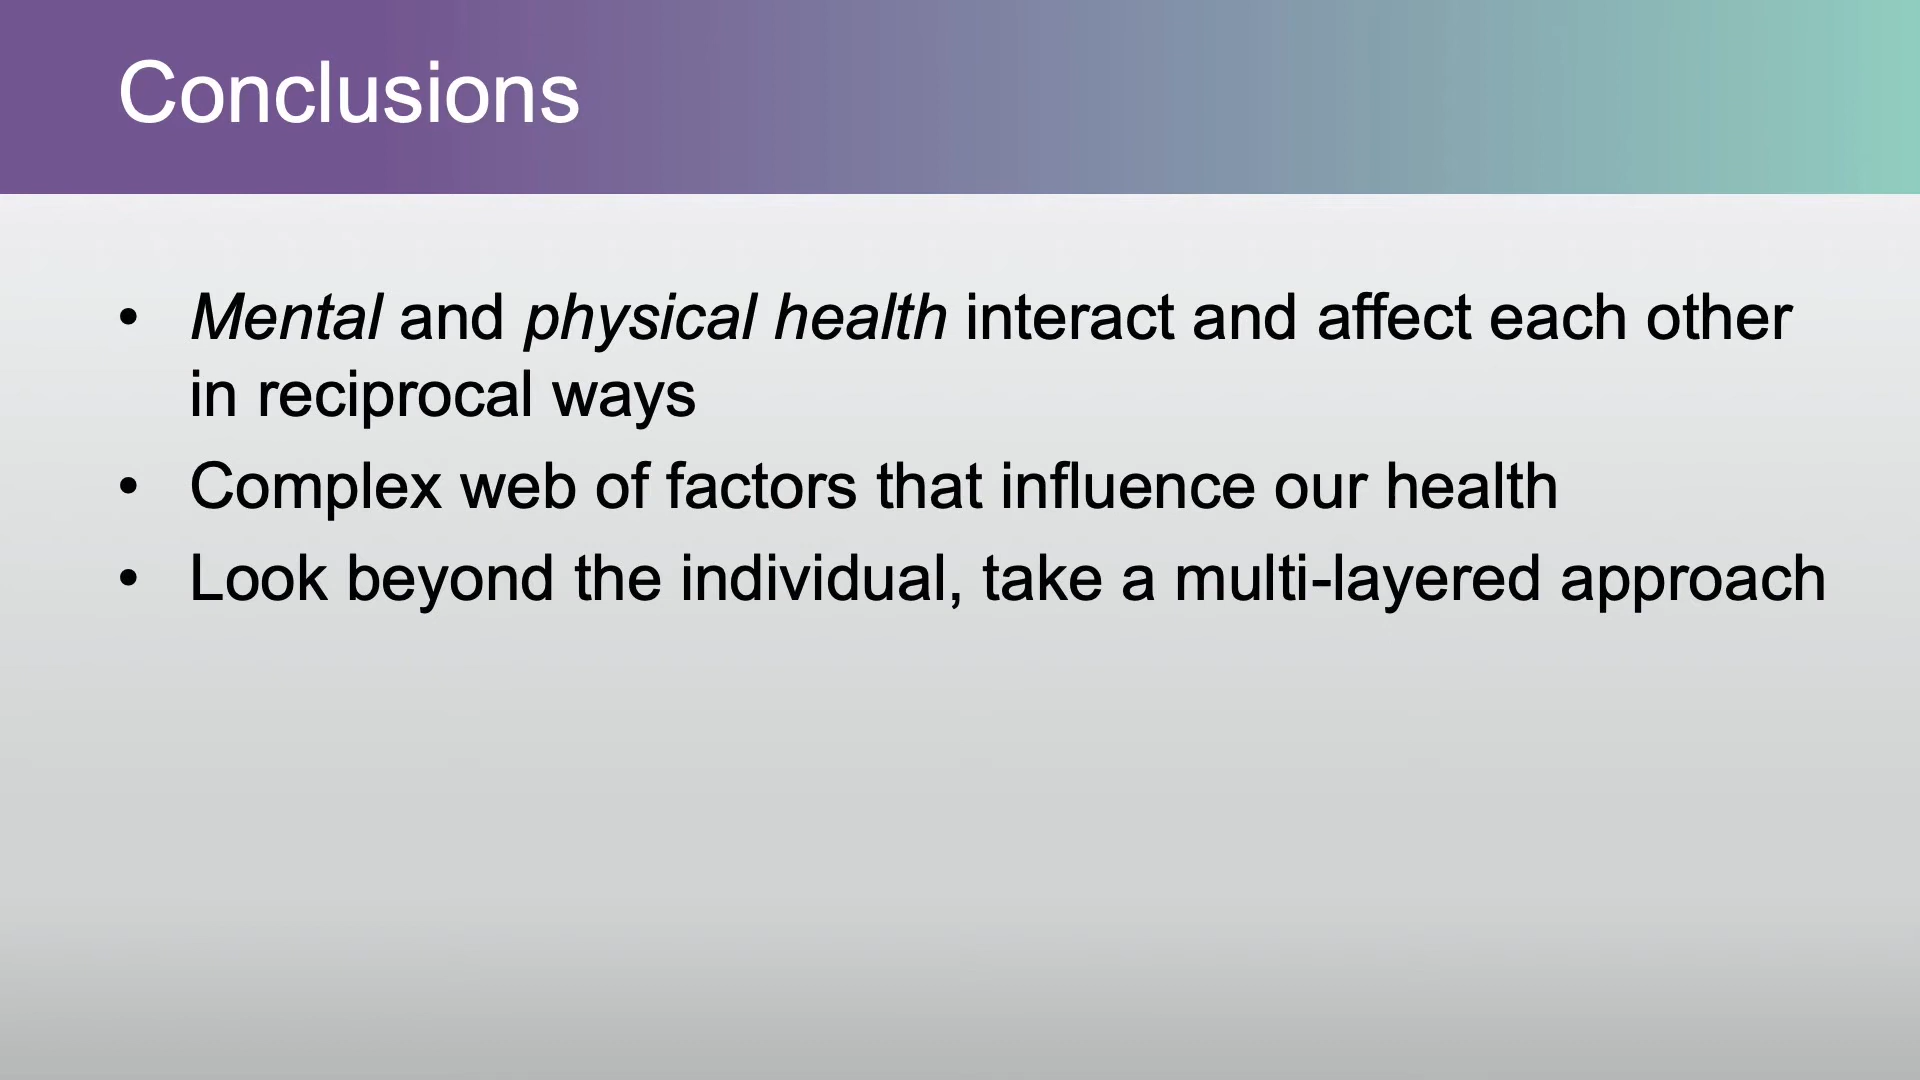 Conclusions
• Mental and physical health interact and affect each other
in reciprocal ways
• Complex web of factors that influence our health
• Look beyond the individual, take a multi-layered approach